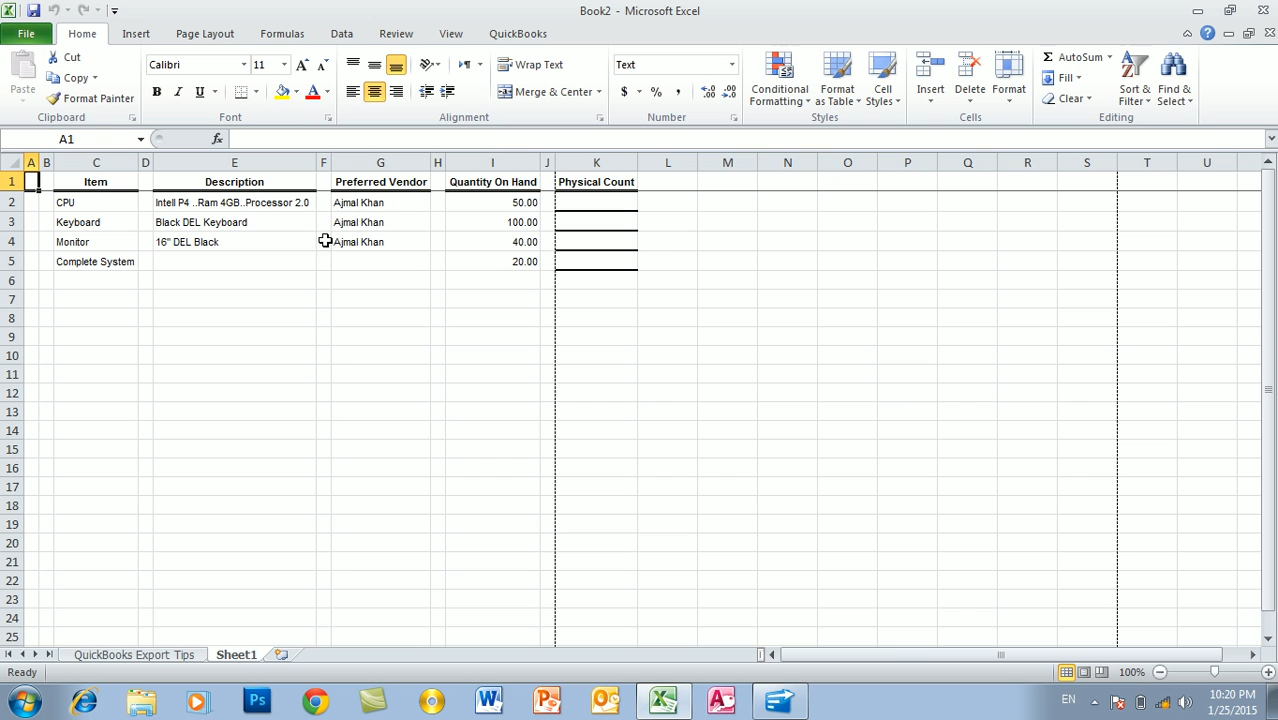 Book2 - Microsoft Excel
File Home Insert Page Layout Formulas Data Review View QuickBooks
Paste Cut Copy Format Painter Clipboard
Calibri 11 A A B I U A Font
Wrap Text Merge & Center Alignment
Text $ % , Number
Conditional Formatting Format as Table Cell Styles Styles
Insert Delete Format Cells
AutoSum Fill Clear Sort & Filter Find & Select Editing
A1 fx
A B C D E F G H I J K L M N O P Q R S T U
1 Item Description Preferred Vendor Quantity On Hand Physical Count
2 CPU Intell P4 ..Ram 4GB..Processor 2.0 Ajmal Khan 50.00
3 Keyboard Black DEL Keyboard Ajmal Khan 100.00
4 Monitor 16" DEL Black Ajmal Khan 40.00
5 Complete System 20.00
6
7
8
9
10
11
12
13
14
15
16
17
18
19
20
21
22
23
24
25
QuickBooks Export Tips Sheet1
Ready 100%
EN 10:20 PM
1/25/2015